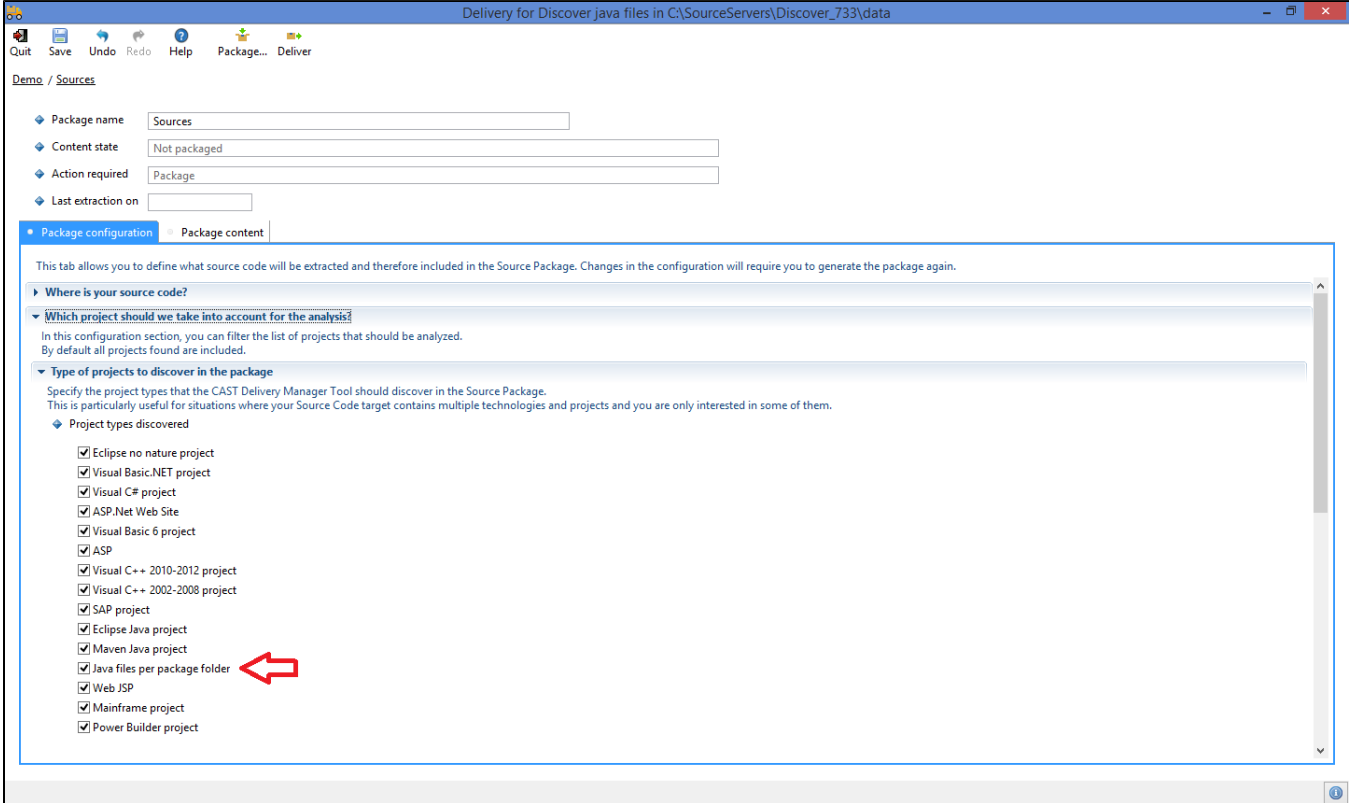 Delivery for Discover java files in C:\SourceServers\Discover_733\data
Quit Save Undo Redo Help Package... Deliver
Demo / Sources
Package name Sources
Content state Not packaged
Action required Package
Last extraction on
Package configuration Package content
This tab allows you to define what source code will be extracted and therefore included in the Source Package. Changes in the configuration will require you to generate the package again.
Where is your source code?
Which project should we take into account for the analysis?
In this configuration section, you can filter the list of projects that should be analyzed.
By default all projects found are included.
Type of projects to discover in the package
Specify the project types that the CAST Delivery Manager Tool should discover in the Source Package.
This is particularly useful for situations where your Source Code target contains multiple technologies and projects and you are only interested in some of them.
Project types discovered
Eclipse no nature project
Visual Basic.NET project
Visual C# project
ASP.Net Web Site
Visual Basic 6 project
ASP
Visual C++ 2010-2012 project
Visual C++ 2002-2008 project
SAP project
Eclipse Java project
Maven Java project
Java files per package folder
Web JSP
Mainframe project
Power Builder project